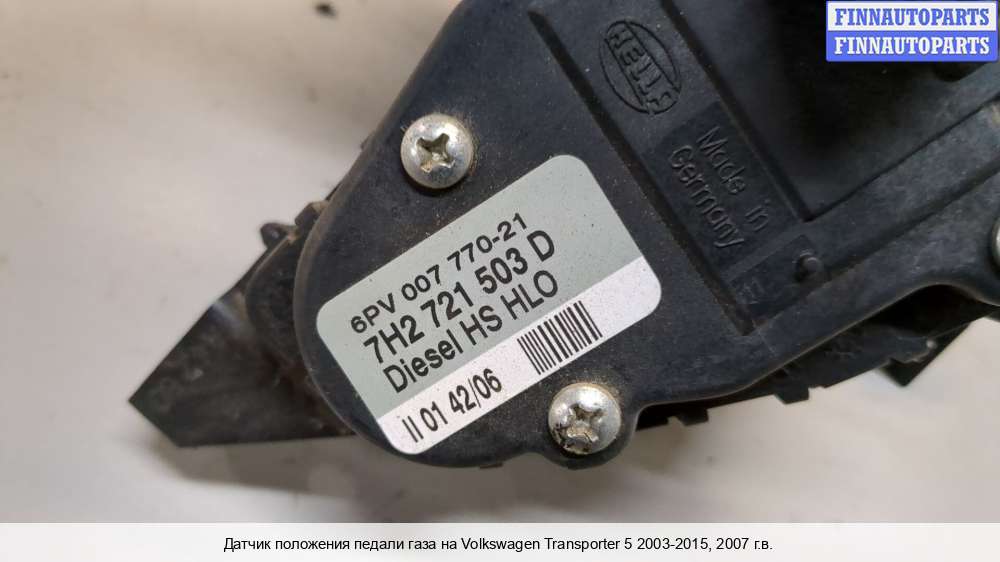 FINNAUTOPARTS
FINNAUTOPARTS
HELLA
Made in
Germany
6PV 007 770-21
7H2 721 503 D
Diesel HS HLO
II 01 42/06
Датчик положения педали газа на Volkswagen Transporter 5 2003-2015, 2007 г.в.